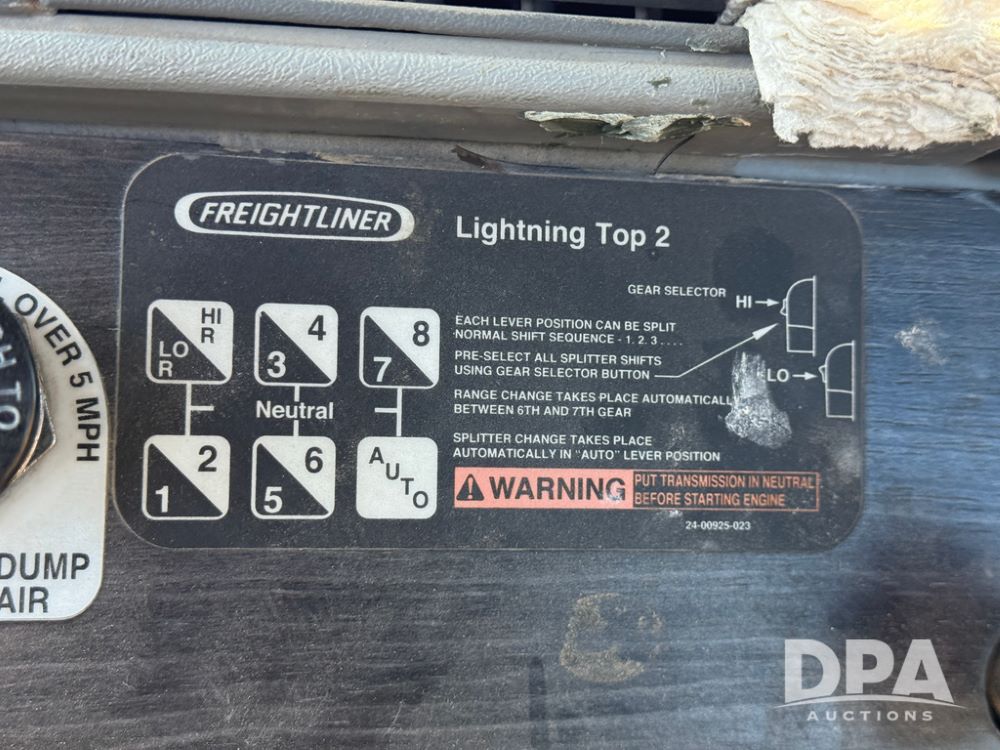 FREIGHTLINER
Lightning Top 2
GEAR SELECTOR
HI
LO
EACH LEVER POSITION CAN BE SPLIT
NORMAL SHIFT SEQUENCE - 1, 2, 3 . . . .
PRE-SELECT ALL SPLITTER SHIFTS
USING GEAR SELECTOR BUTTON
RANGE CHANGE TAKES PLACE AUTOMATICALLY
BETWEEN 6TH AND 7TH GEAR
SPLITTER CHANGE TAKES PLACE
AUTOMATICALLY IN "AUTO" LEVER POSITION
WARNING
PUT TRANSMISSION IN NEUTRAL
BEFORE STARTING ENGINE
24-00925-023
HI
R
LO
R
4
3
8
7
Neutral
2
1
6
5
AUTO
OVER 5 MPH
TO
DUMP
AIR
DPA
AUCTIONS